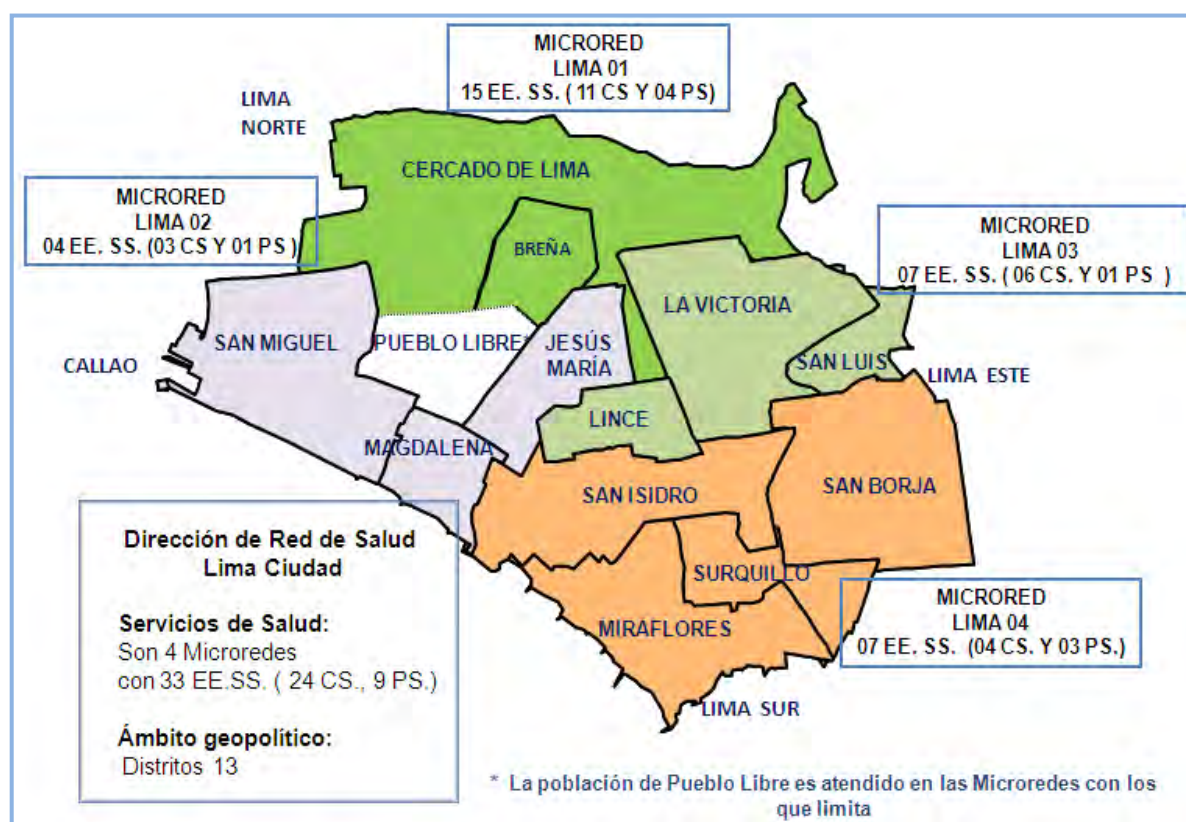 MICRORED
LIMA 01
15 EE. SS. ( 11 CS Y 04 PS)
LIMA
NORTE
CERCADO DE LIMA
MICRORED
LIMA 02
04 EE. SS. (03 CS Y 01 PS )
BREÑA
MICRORED
LIMA 03
07 EE. SS. ( 06 CS. Y 01 PS )
LA VICTORIA
SAN MIGUEL
PUEBLO LIBRE*
JESÚS
MARÍA
CALLAO
SAN LUIS
LIMA ESTE
LINCE
MAGDALENA
SAN ISIDRO
SAN BORJA
SURQUILLO
MIRAFLORES
MICRORED
LIMA 04
07 EE. SS. (04 CS. Y 03 PS.)
LIMA SUR
Dirección de Red de Salud
Lima Ciudad
Servicios de Salud:
Son 4 Microredes
con 33 EE.SS. ( 24 CS., 9 PS.)
Ámbito geopolítico:
Distritos 13
* La población de Pueblo Libre es atendido en las Microredes con los
que limita